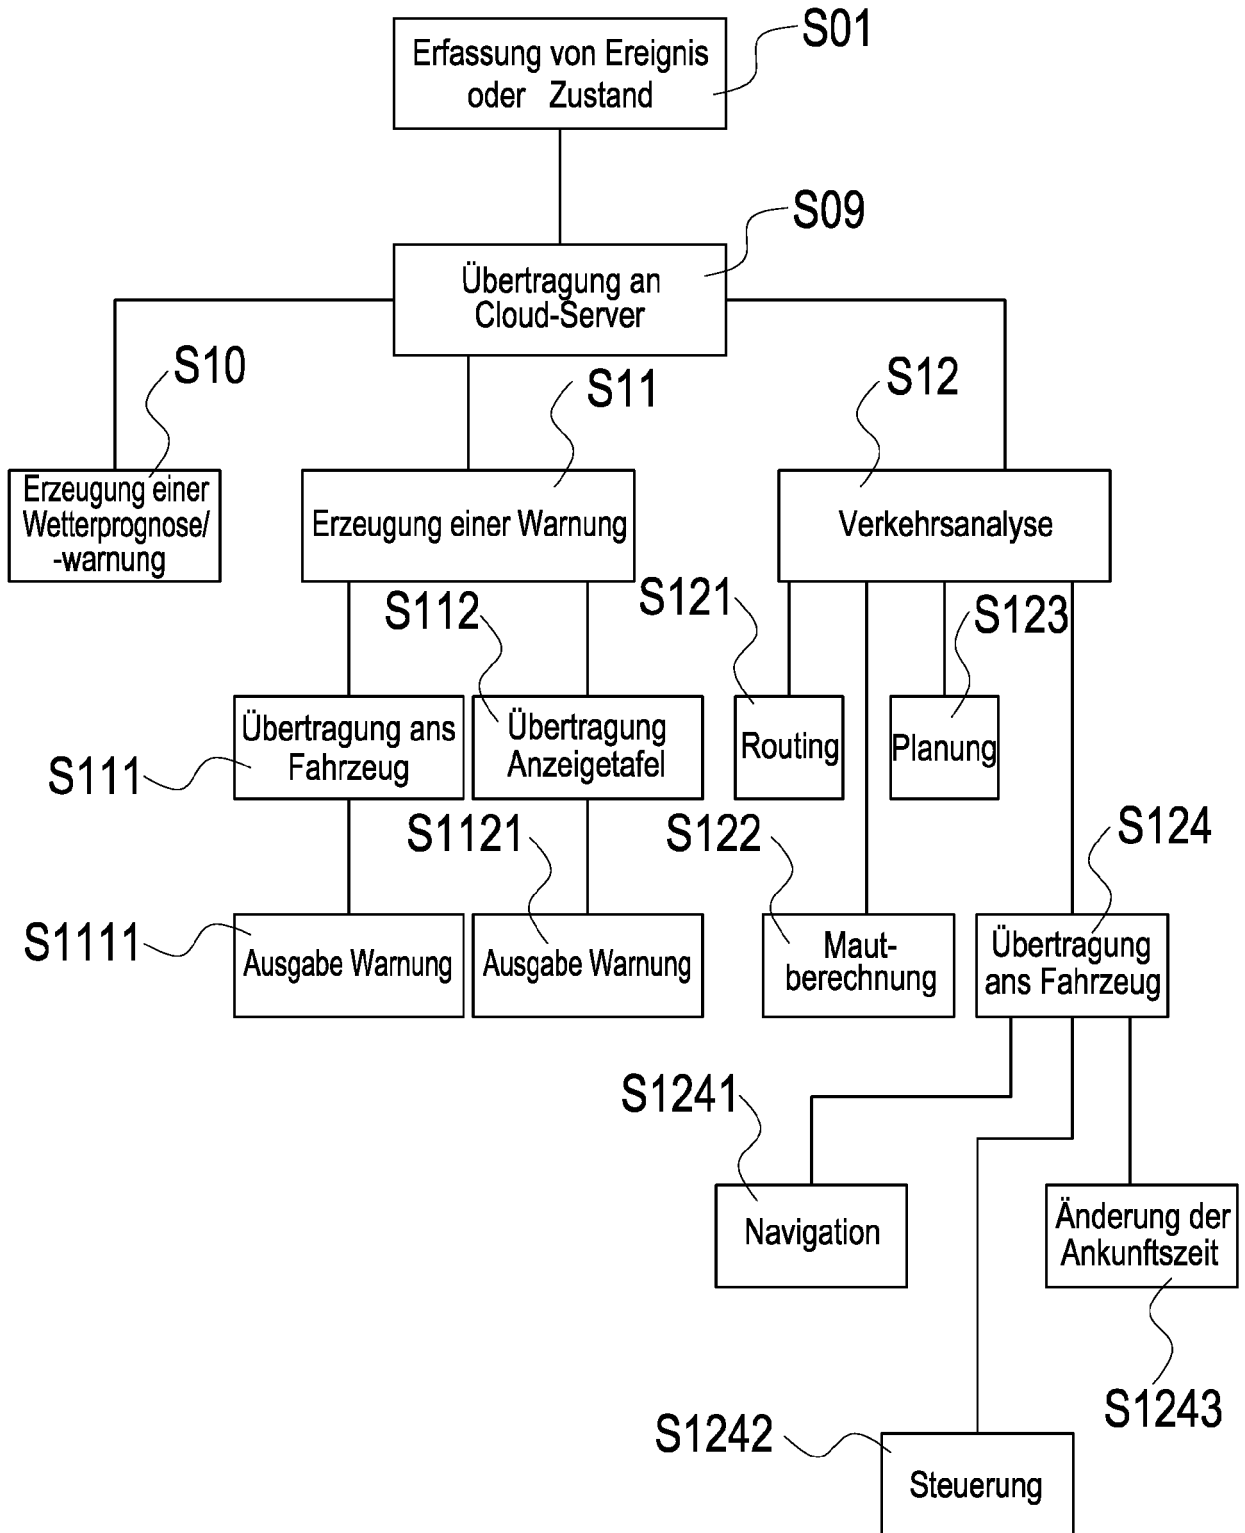 S01
Erfassung von Ereignis
oder Zustand
S09
Übertragung an
Cloud-Server
S10
S11
S12
Erzeugung einer
Wetterprognose/
-warnung
Erzeugung einer Warnung
Verkehrsanalyse
S112
S121
S123
S111
Übertragung ans
Fahrzeug
Übertragung
Anzeigetafel
Routing
Planung
S1121
S122
S124
S1111
Ausgabe Warnung
Ausgabe Warnung
Maut-
berechnung
Übertragung
ans Fahrzeug
S1241
Navigation
Änderung der
Ankunftszeit
S1243
S1242
Steuerung